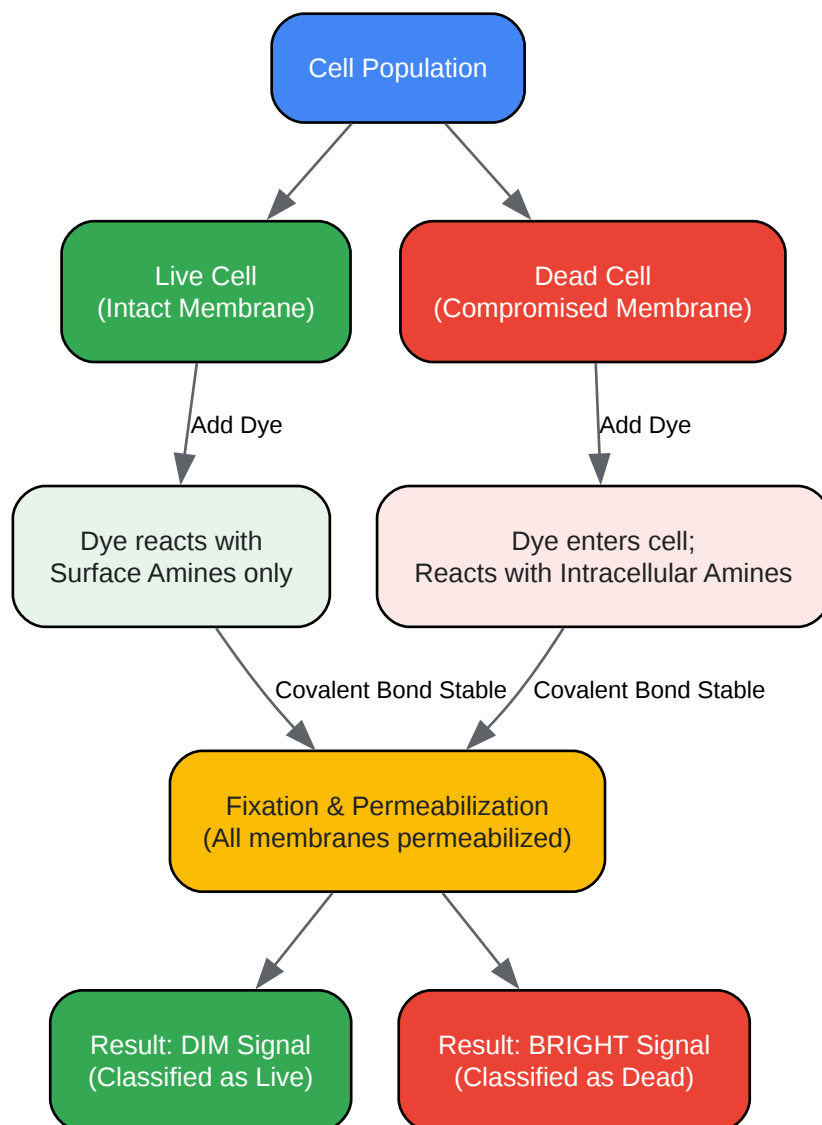 Cell Population
Live Cell
(Intact Membrane)
Dead Cell
(Compromised Membrane)
Add Dye
Add Dye
Dye reacts with
Surface Amines only
Dye enters cell;
Reacts with Intracellular Amines
Covalent Bond Stable
Covalent Bond Stable
Fixation & Permeabilization
(All membranes permeabilized)
Result: DIM Signal
(Classified as Live)
Result: BRIGHT Signal
(Classified as Dead)